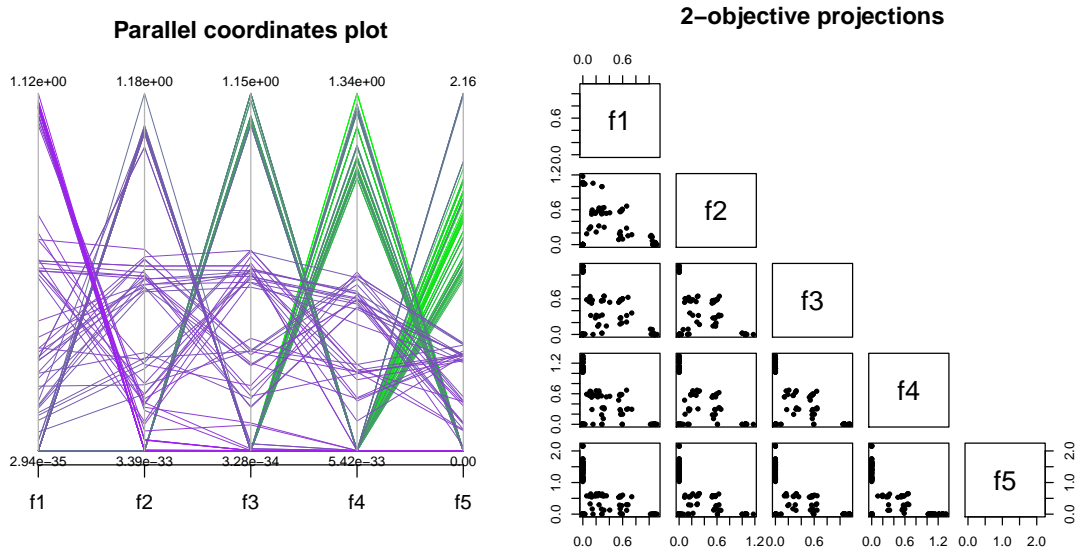 Parallel coordinates plot
1.12e+00 1.18e+00 1.15e+00 1.34e+00 2.16
2.94e−35 3.39e−33 3.28e−34 5.42e−33 0.00
f1 f2 f3 f4 f5
2−objective projections
0.0 0.6
0.0 0.6
f1
0.0 0.6 1.2
f2
0.0 0.6
f3
0.0 0.6 1.2
f4
0.0 1.0 2.0
f5
0.0 1.0 2.0
0.0 0.6
0.0 0.6 1.2
0.0 0.6
0.0 0.6 1.2
0.0 1.0 2.0